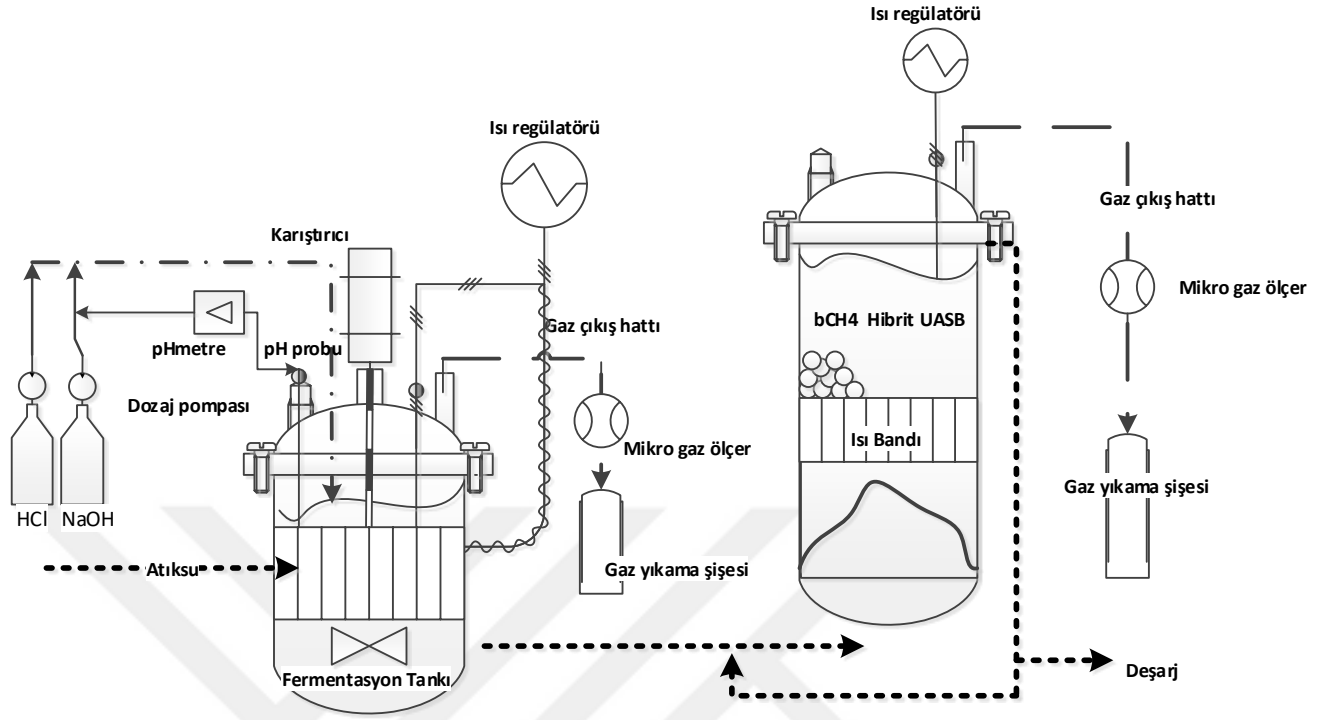 Isı regülatörü
Isı regülatörü
Karıştırıcı
Gaz çıkış hattı
Mikro gaz ölçer
bCH4 Hibrit UASB
Gaz çıkış hattı
pHmetre
pH probu
Dozaj pompası
Isı Bandı
Mikro gaz ölçer
Gaz yıkama şişesi
HCl
NaOH
Atıksu
Gaz yıkama şişesi
Fermentasyon Tankı
Deşarj